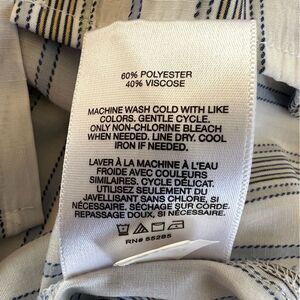 60% POLYESTER
40% VISCOSE
MACHINE WASH COLD WITH LIKE
COLORS. GENTLE CYCLE.
ONLY NON-CHLORINE BLEACH
WHEN NEEDED. LINE DRY. COOL
IRON IF NEEDED.
LAVER À LA MACHINE À L'EAU
FROIDE AVEC COULEURS
SIMILAIRES. CYCLE DÉLICAT.
UTILISEZ SEULEMENT DU
JAVELLISANT SANS CHLORE, SI
NÉCESSAIRE. SÉCHAGE SUR CORDE.
REPASSAGE DOUX, SI NÉCESSAIRE.
RN# 55285